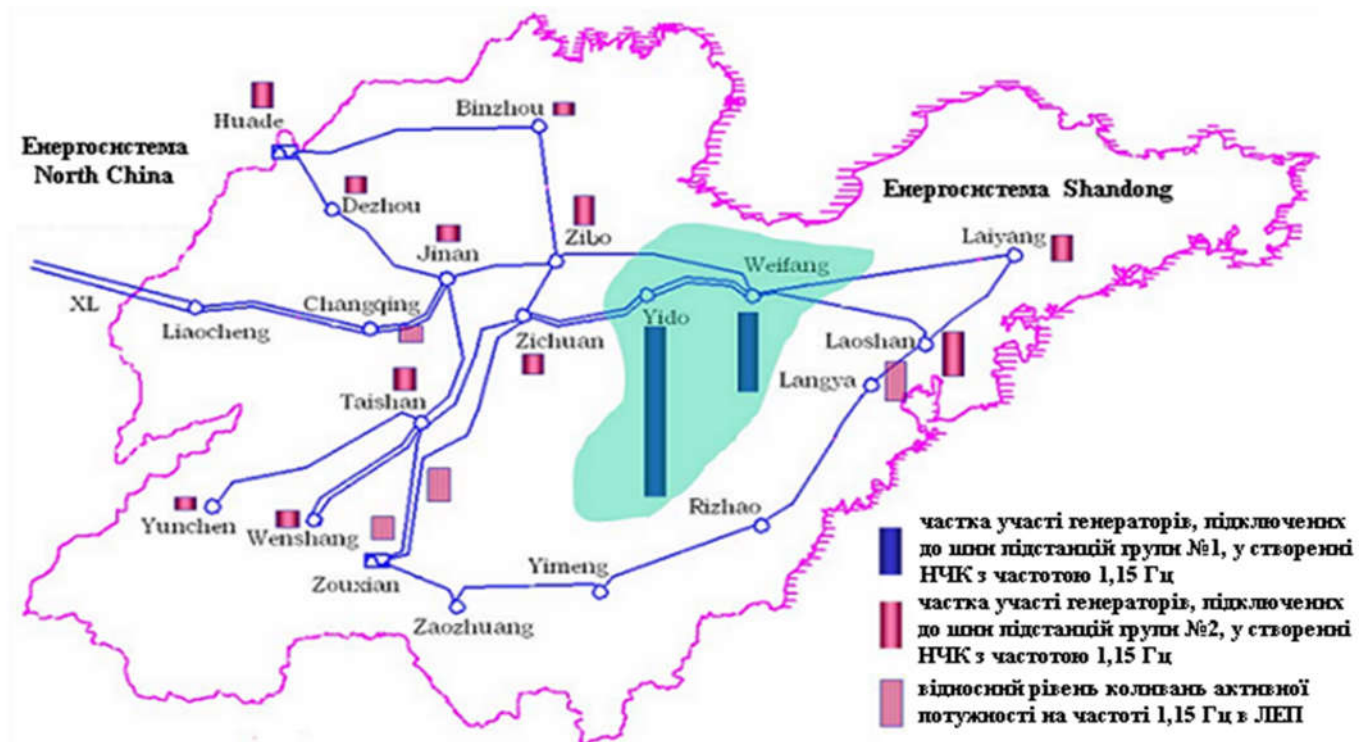 Huade
Binzhou
Енергосистема
North China
Енергосистема Shandong
Dezhou
Zibo
Laiyang
Jinan
Weifang
XL
Changqing
Liaocheng
Yido
Zichuan
Laoshan
Langya
Taishan
Rizhao
Yunchen
Wenshang
Yimeng
Zouxian
Zaozhuang
частка участі генераторів, підключених
до шин підстанцій групи №1, у створенні
НЧК з частотою 1,15 Гц
частка участі генераторів, підключених
до шин підстанцій групи №2, у створенні
НЧК з частотою 1,15 Гц
відносний рівень коливань активної
потужності на частоті 1,15 Гц в ЛЕП